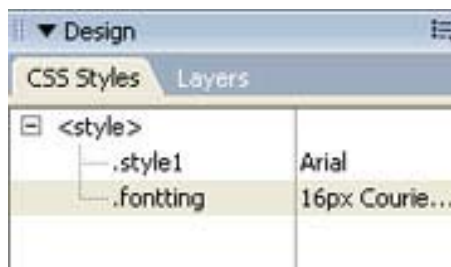 Design
CSS Styles Layers
<style>
.style1 Arial
.fontting 16px Courie...